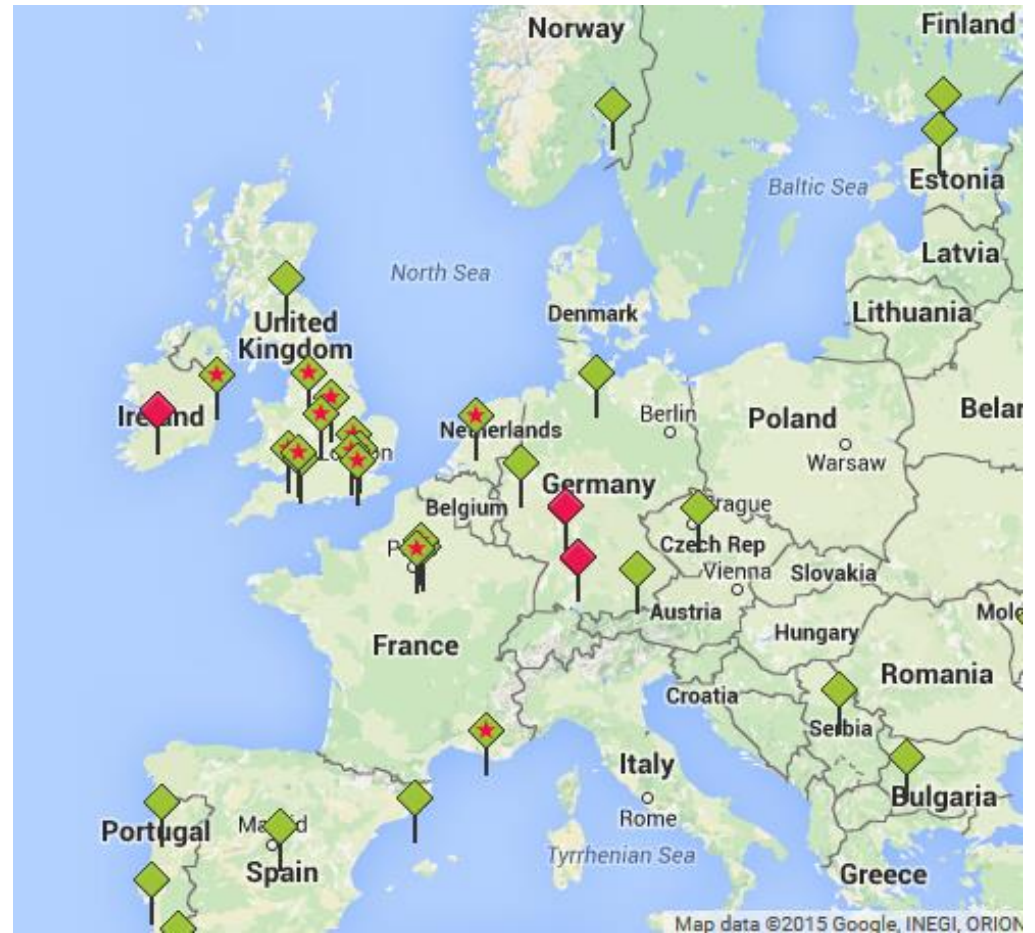 Norway
Finland
Baltic Sea
Estonia
Latvia
North Sea
Denmark
Lithuania
United
Kingdom
Ireland
Netherlands
Berlin
Poland
Belar
Warsaw
Germany
Belgium
Prague
Czech Rep
Vienna
Slovakia
Austria
Hungary
France
Romania
Croatia
Serbia
Italy
Rome
Bulgaria
Portugal
Spain
Tyrrhenian Sea
Greece
Map data ©2015 Google, INEGI, ORION